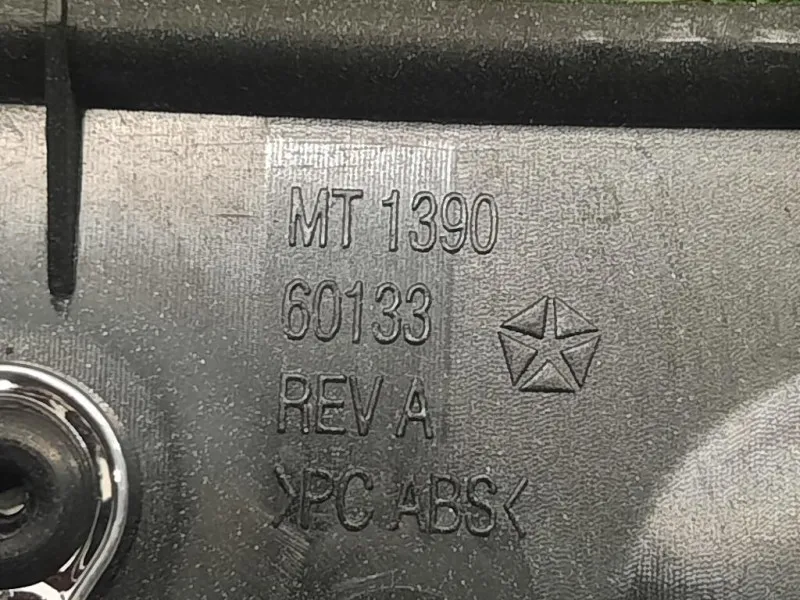 MT 1390
60133
REV A
>PC ABS<